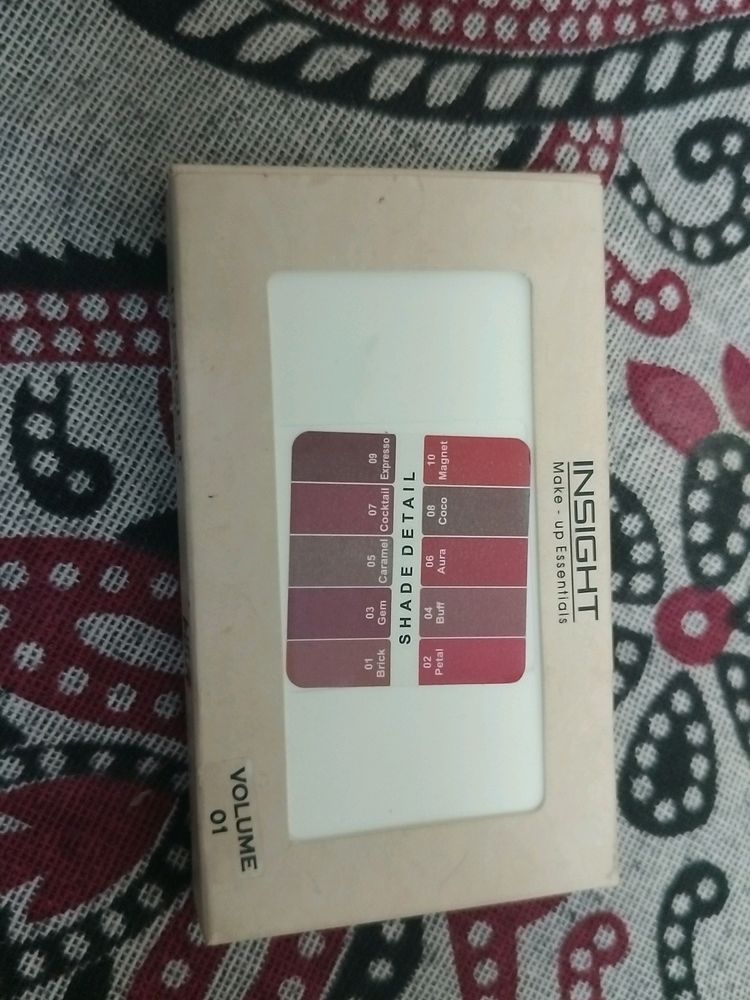 INSIGHT
Make - up Essentials
01 03 05 07 09
Brick Gem Caramel Cocktail Expresso
SHADE DETAIL
02 04 06 08 10
Petal Buff Aura Coco Magnet
VOLUME
01